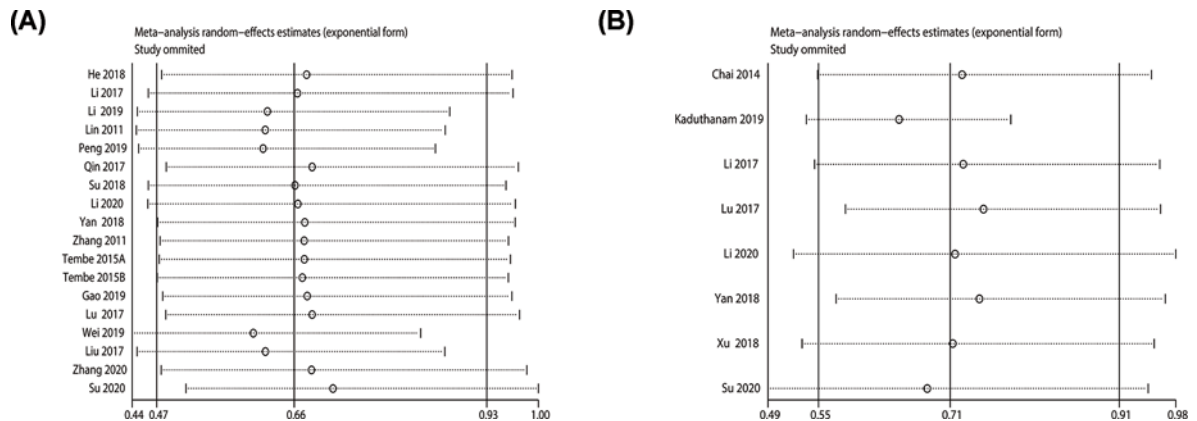 (A)
Meta−analysis random−effects estimates (exponential form)
Study ommited
He 2018
Li 2017
Li 2019
Lin 2011
Peng 2019
Qin 2017
Su 2018
Li 2020
Yan 2018
Zhang 2011
Tembe 2015A
Tembe 2015B
Gao 2019
Lu 2017
Wei 2019
Liu 2017
Zhang 2020
Su 2020
0.44 0.47 0.66 0.93 1.00
(B)
Meta−analysis random−effects estimates (exponential form)
Study ommited
Chai 2014
Kaduthanam 2019
Li 2017
Lu 2017
Li 2020
Yan 2018
Xu 2018
Su 2020
0.49 0.55 0.71 0.91 0.98